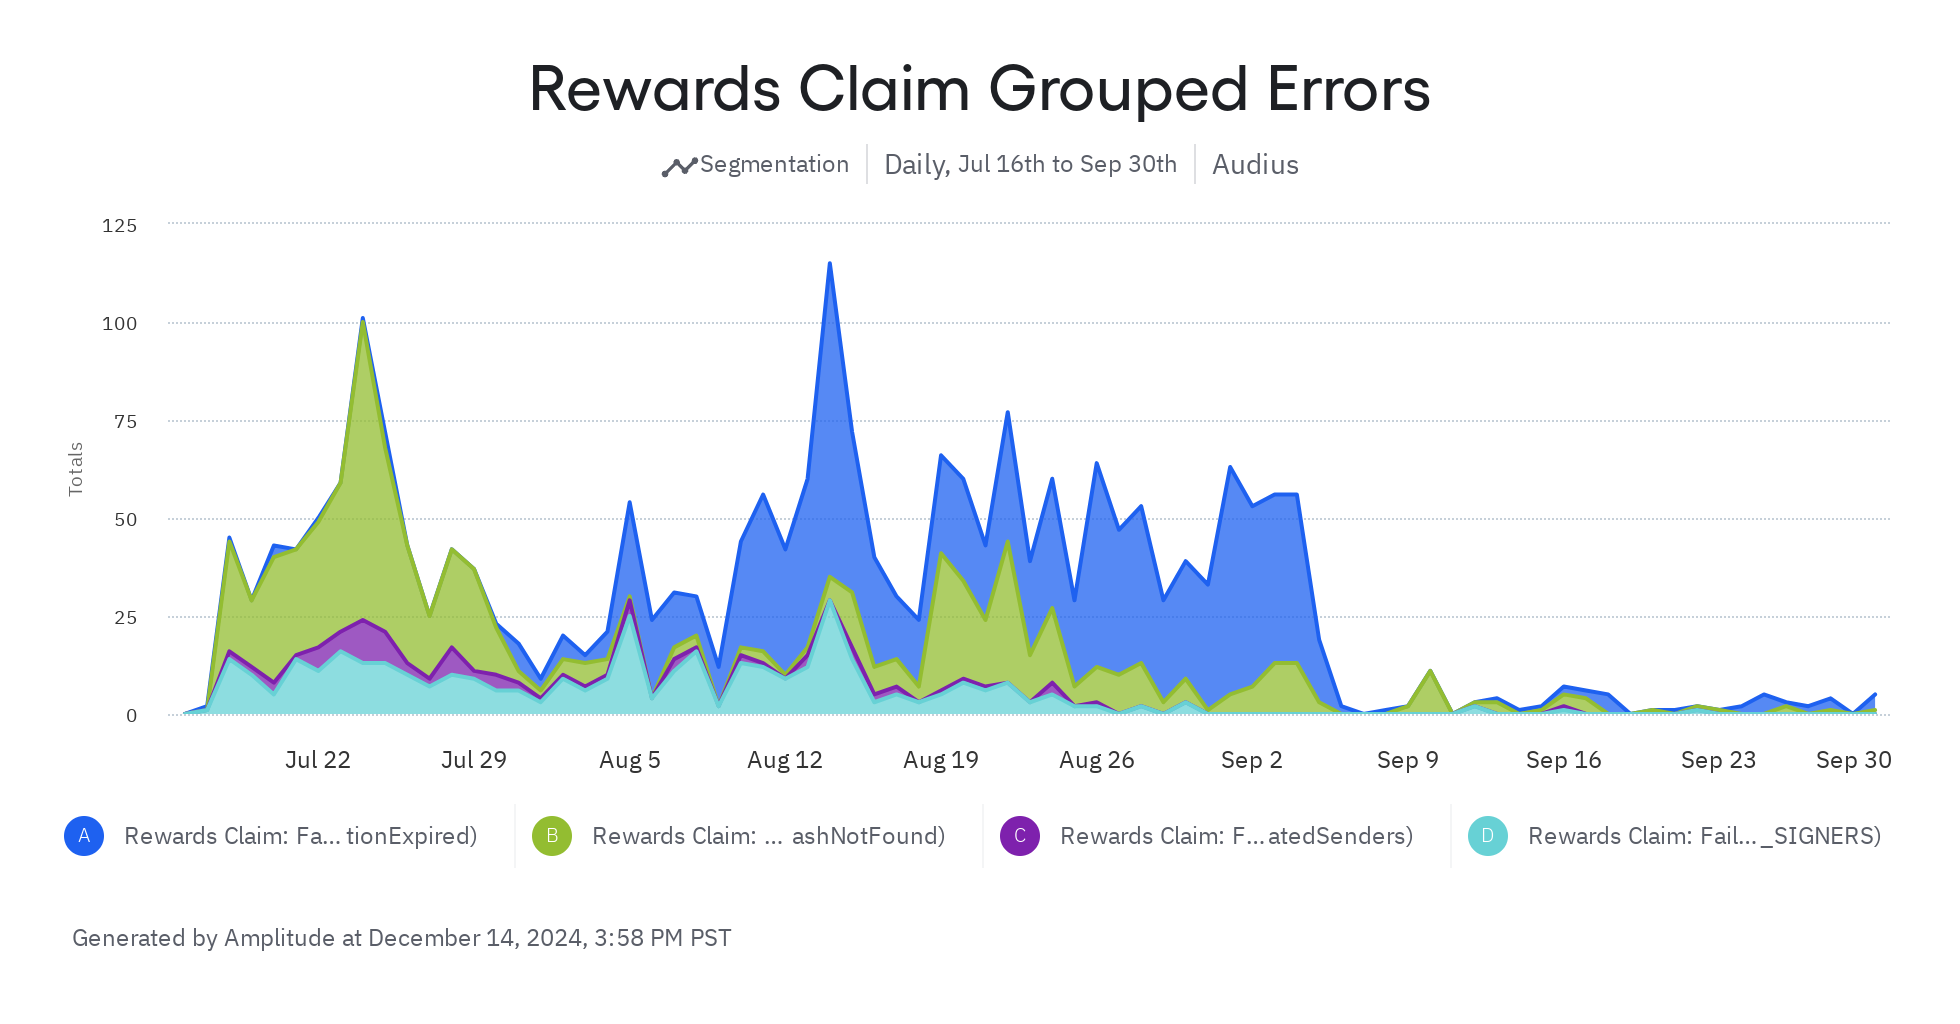 Rewards Claim Grouped Errors
Segmentation Daily, Jul 16th to Sep 30th Audius
125
100
75
50
25
0
Totals
Jul 22 Jul 29 Aug 5 Aug 12 Aug 19 Aug 26 Sep 2 Sep 9 Sep 16 Sep 23 Sep 30
A Rewards Claim: Fa... tionExpired) B Rewards Claim: ... ashNotFound) C Rewards Claim: F...atedSenders) D Rewards Claim: Fail..._SIGNERS)
Generated by Amplitude at December 14, 2024, 3:58 PM PST